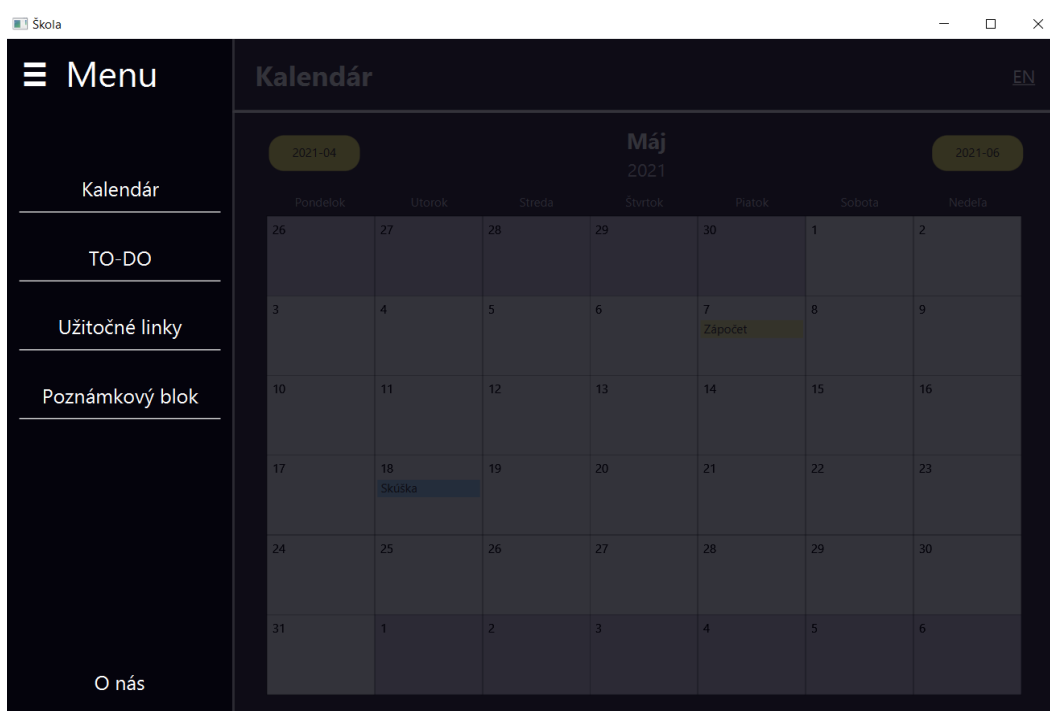 Škola
☰ Menu
Kalendár
TO-DO
Užitočné linky
Poznámkový blok
O nás
Kalendár
EN
2021-04
Máj
2021
2021-06
Pondelok Utorok Streda Štvrtok Piatok Sobota Nedeľa
26 27 28 29 30 1 2
3 4 5 6 7 8 9
Zápočet
10 11 12 13 14 15 16
17 18 19 20 21 22 23
Skúška
24 25 26 27 28 29 30
31 1 2 3 4 5 6